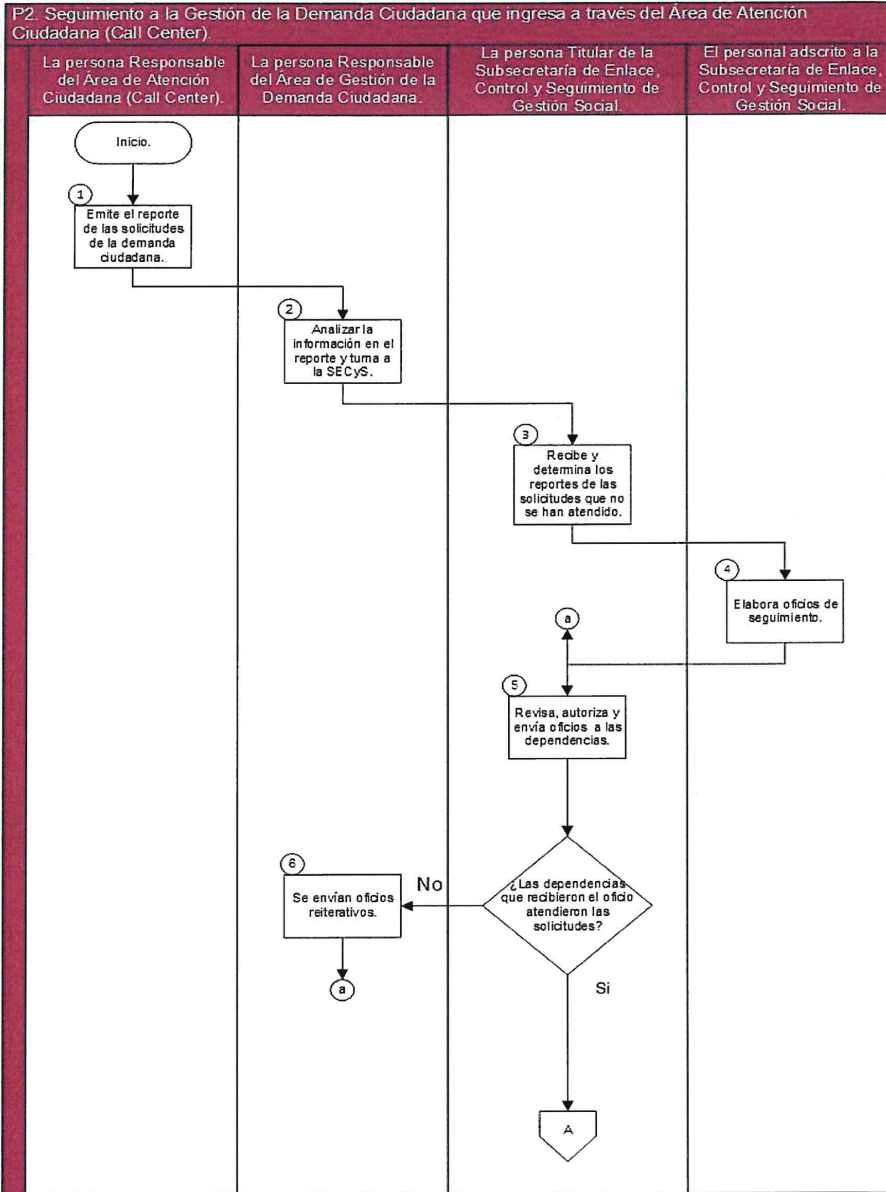 P2. Seguimiento a la Gestión de la Demanda Ciudadana que ingresa a través del Área de Atención
Ciudadana (Call Center).
La persona Responsable
del Área de Atención
Ciudadana (Call Center).
La persona Responsable
del Área de Gestión de la
Demanda Ciudadana.
La persona Titular de la
Subsecretaría de Enlace,
Control y Seguimiento de
Gestión Social.
El personal adscrito a la
Subsecretaría de Enlace,
Control y Seguimiento de
Gestión Social.
Inicio.
1
Emite el reporte
de las solicitudes
de la demanda
ciudadana.
2
Analizar la
información en el
reporte y turna a
la SECyS.
3
Recibe y
determina los
reportes de las
solicitudes que no
se han atendido.
4
Elabora oficios de
seguimiento.
a
5
Revisa, autoriza y
envía oficios a las
dependencias.
6
Se envían oficios
reiterativos.
No
¿Las dependencias
que recibieron el oficio
atendieron las
solicitudes?
a
Si
A